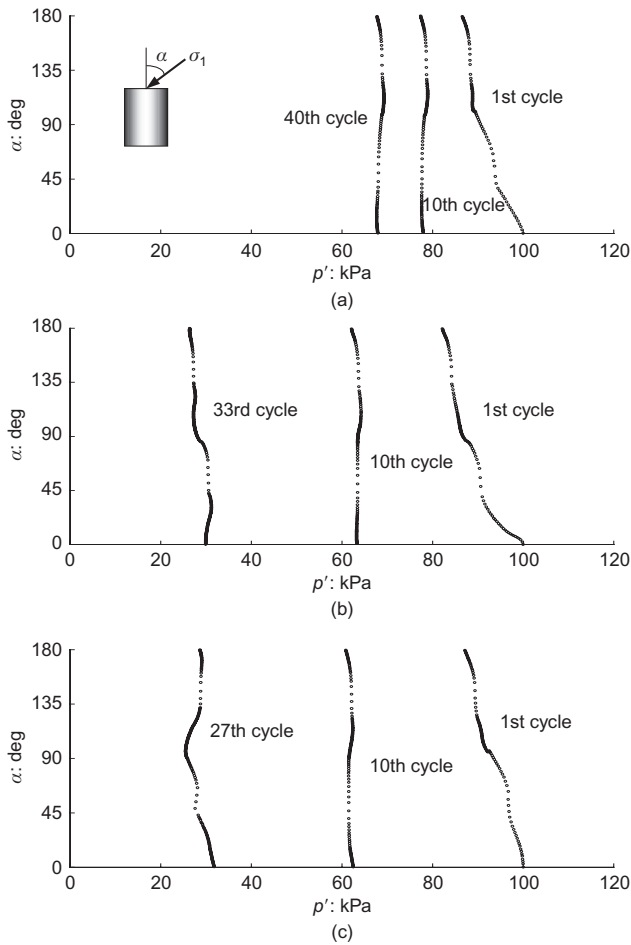 180
135
α: deg
90
45
0
α
σ1
40th cycle
10th cycle
1st cycle
0 20 40 60 80 100 120
p′: kPa
(a)
180
135
α: deg
90
45
0
33rd cycle
10th cycle
1st cycle
0 20 40 60 80 100 120
p′: kPa
(b)
180
135
α: deg
90
45
0
27th cycle
10th cycle
1st cycle
0 20 40 60 80 100 120
p′: kPa
(c)